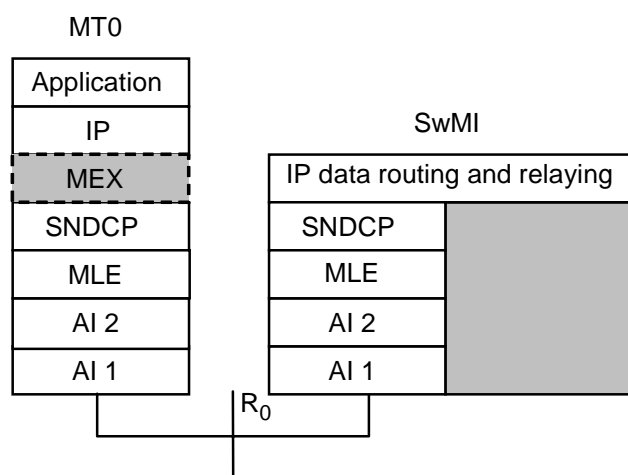 MT0
Application
IP
MEX
SNDCP
MLE
AI 2
AI 1
SwMI
IP data routing and relaying
SNDCP
MLE
AI 2
AI 1
R0